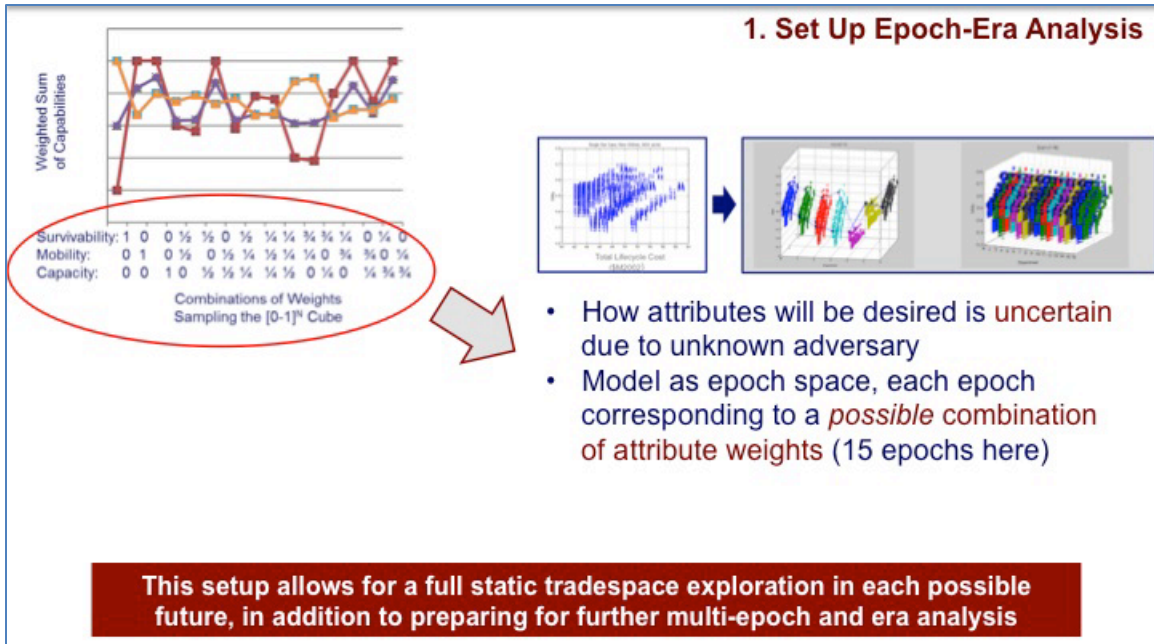 1. Set Up Epoch-Era Analysis
Weighted Sum
of Capabilities
Survivability: 1 0 0 ½ ½ 0 ½ ¼ ¼ ¾ ¾ ¼ 0 ¼ 0
Mobility: 0 1 0 ½ 0 ½ ¼ ½ ¼ ¼ 0 ¾ ¾ 0 ¼
Capacity: 0 0 1 0 ½ ½ ¼ ¼ ½ 0 ¼ 0 ¼ ¾ ¾
Combinations of Weights
Sampling the [0-1]ᴺ Cube
Total Lifecycle Cost
($M2002)
• How attributes will be desired is uncertain
due to unknown adversary
• Model as epoch space, each epoch
corresponding to a possible combination
of attribute weights (15 epochs here)
This setup allows for a full static tradespace exploration in each possible
future, in addition to preparing for further multi-epoch and era analysis